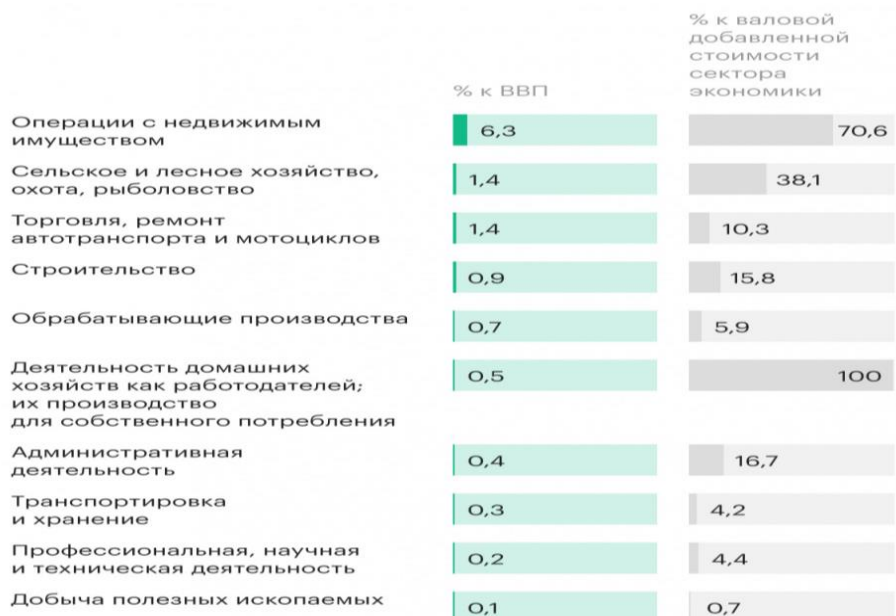 % к ВВП
% к валовой
добавленной
стоимости
сектора
экономики
Операции с недвижимым
имуществом
6,3
70,6
Сельское и лесное хозяйство,
охота, рыболовство
1,4
38,1
Торговля, ремонт
автотранспорта и мотоциклов
1,4
10,3
Строительство
0,9
15,8
Обрабатывающие производства
0,7
5,9
Деятельность домашних
хозяйств как работодателей;
их производство
для собственного потребления
0,5
100
Административная
деятельность
0,4
16,7
Транспортировка
и хранение
0,3
4,2
Профессиональная, научная
и техническая деятельность
0,2
4,4
Добыча полезных ископаемых
0,1
0,7